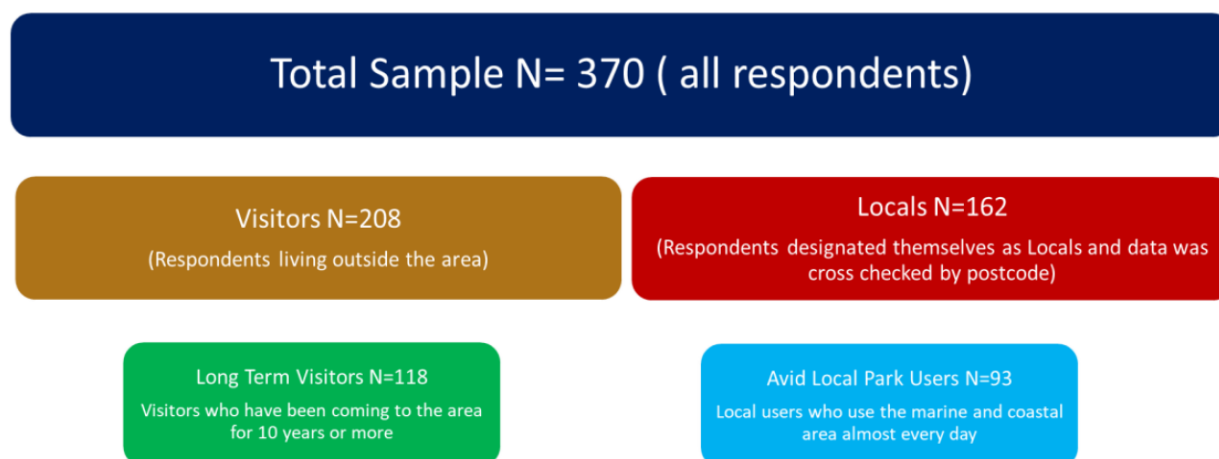 Total Sample N= 370 ( all respondents)
Visitors N=208
(Respondents living outside the area)
Locals N=162
(Respondents designated themselves as Locals and data was
cross checked by postcode)
Long Term Visitors N=118
Visitors who have been coming to the area
for 10 years or more
Avid Local Park Users N=93
Local users who use the marine and coastal
area almost every day